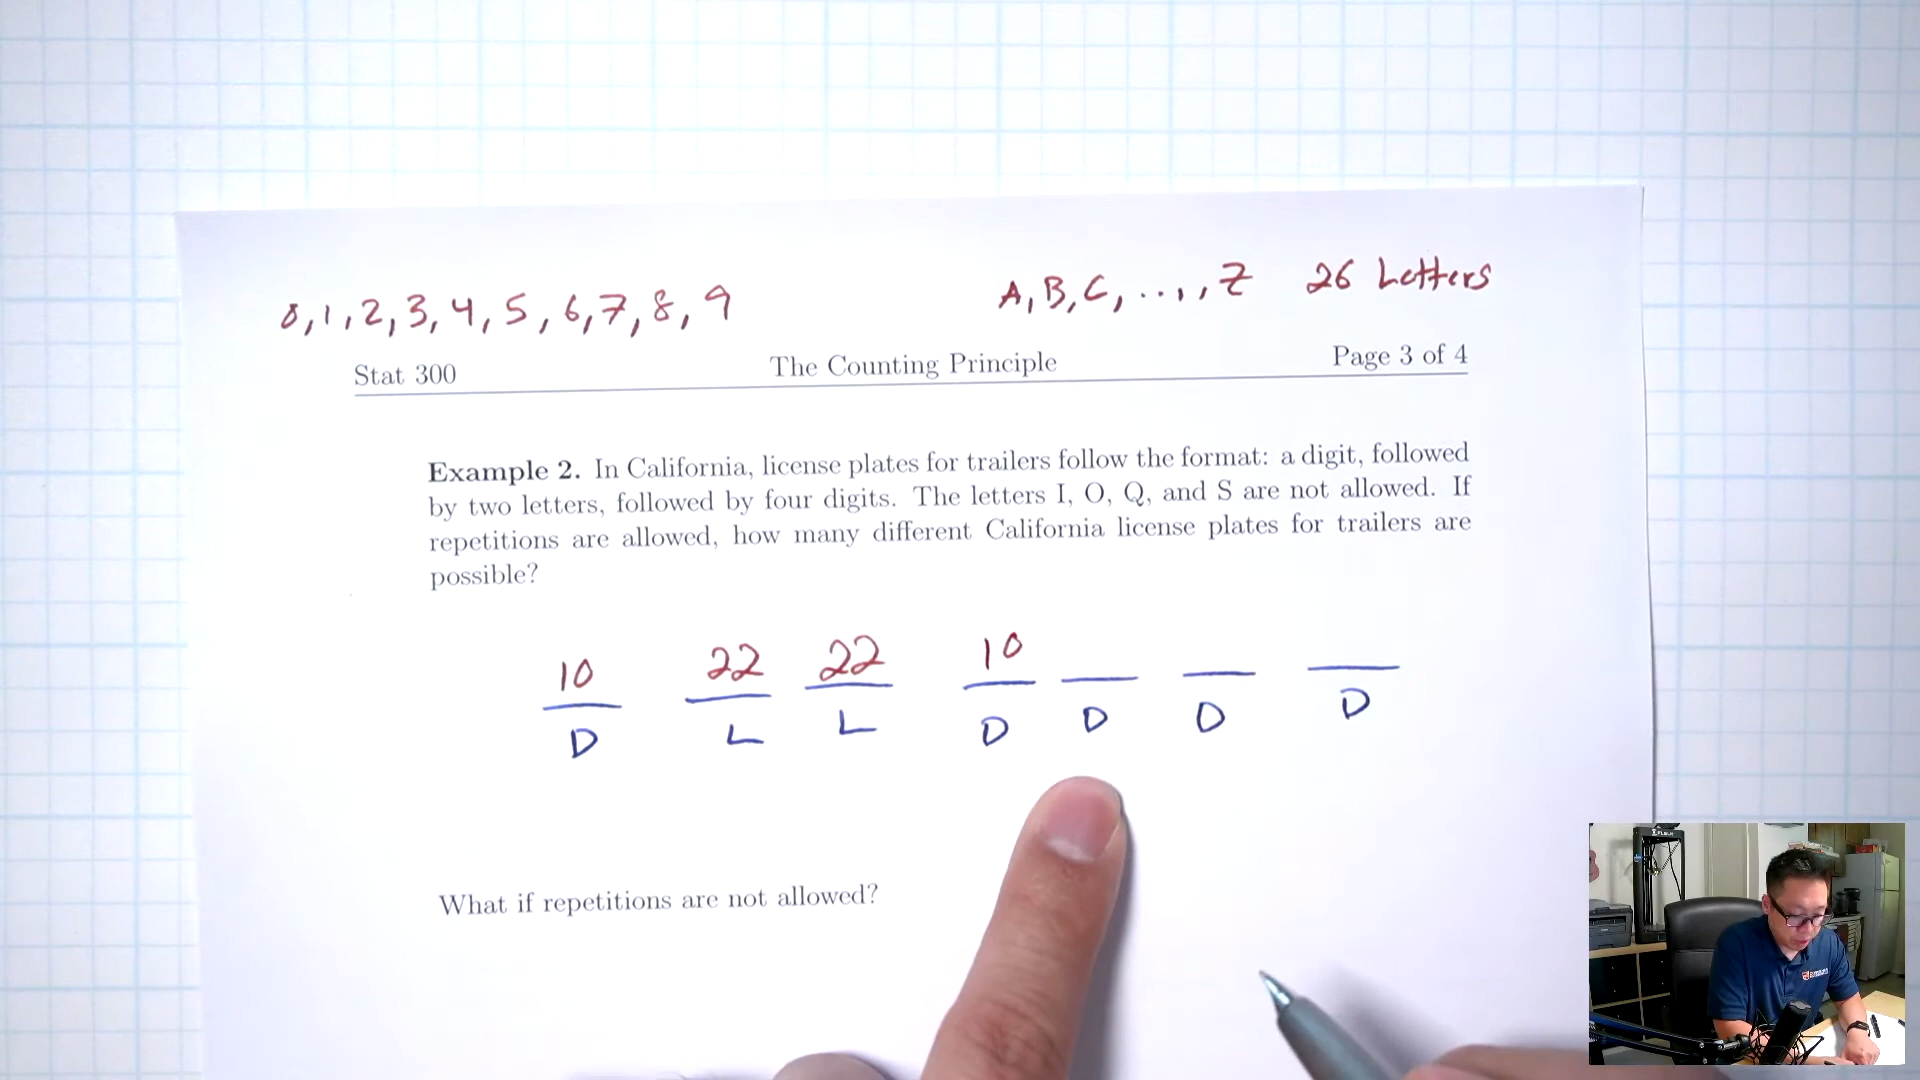 0,1,2,3,4,5,6,7,8,9 A,B,C,...,,Z 26 Letters
Stat 300 The Counting Principle Page 3 of 4
Example 2. In California, license plates for trailers follow the format: a digit, followed
by two letters, followed by four digits. The letters I, O, Q, and S are not allowed. If
repetitions are allowed, how many different California license plates for trailers are
possible?
10 22 22 10
D L L D D D D
What if repetitions are not allowed?